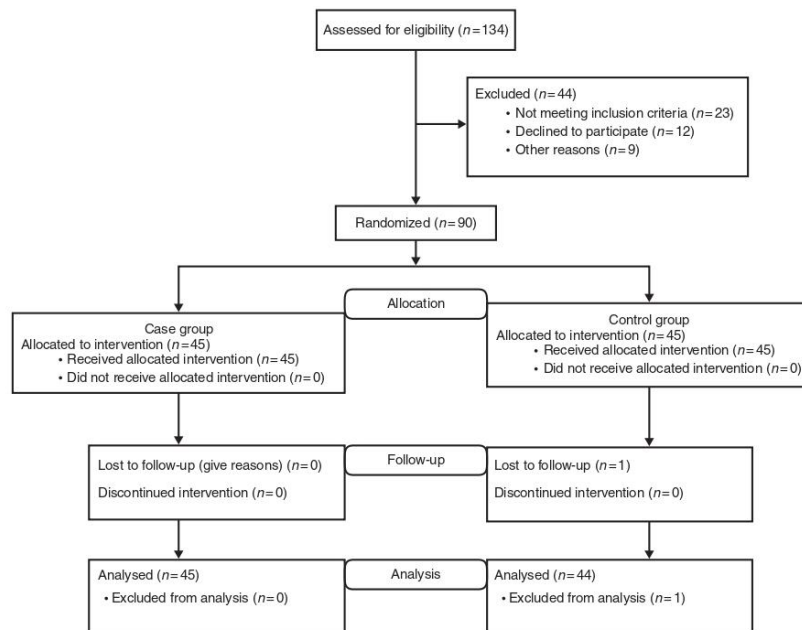 Assessed for eligibility (n=134)
Excluded (n=44)
• Not meeting inclusion criteria (n=23)
• Declined to participate (n=12)
• Other reasons (n=9)
Randomized (n=90)
Allocation
Case group
Allocated to intervention (n=45)
• Received allocated intervention (n=45)
• Did not receive allocated intervention (n=0)
Control group
Allocated to intervention (n=45)
• Received allocated intervention (n=45)
• Did not receive allocated intervention (n=0)
Follow-up
Lost to follow-up (give reasons) (n=0)
Discontinued intervention (n=0)
Lost to follow-up (n=1)
Discontinued intervention (n=0)
Analysis
Analysed (n=45)
• Excluded from analysis (n=0)
Analysed (n=44)
• Excluded from analysis (n=1)